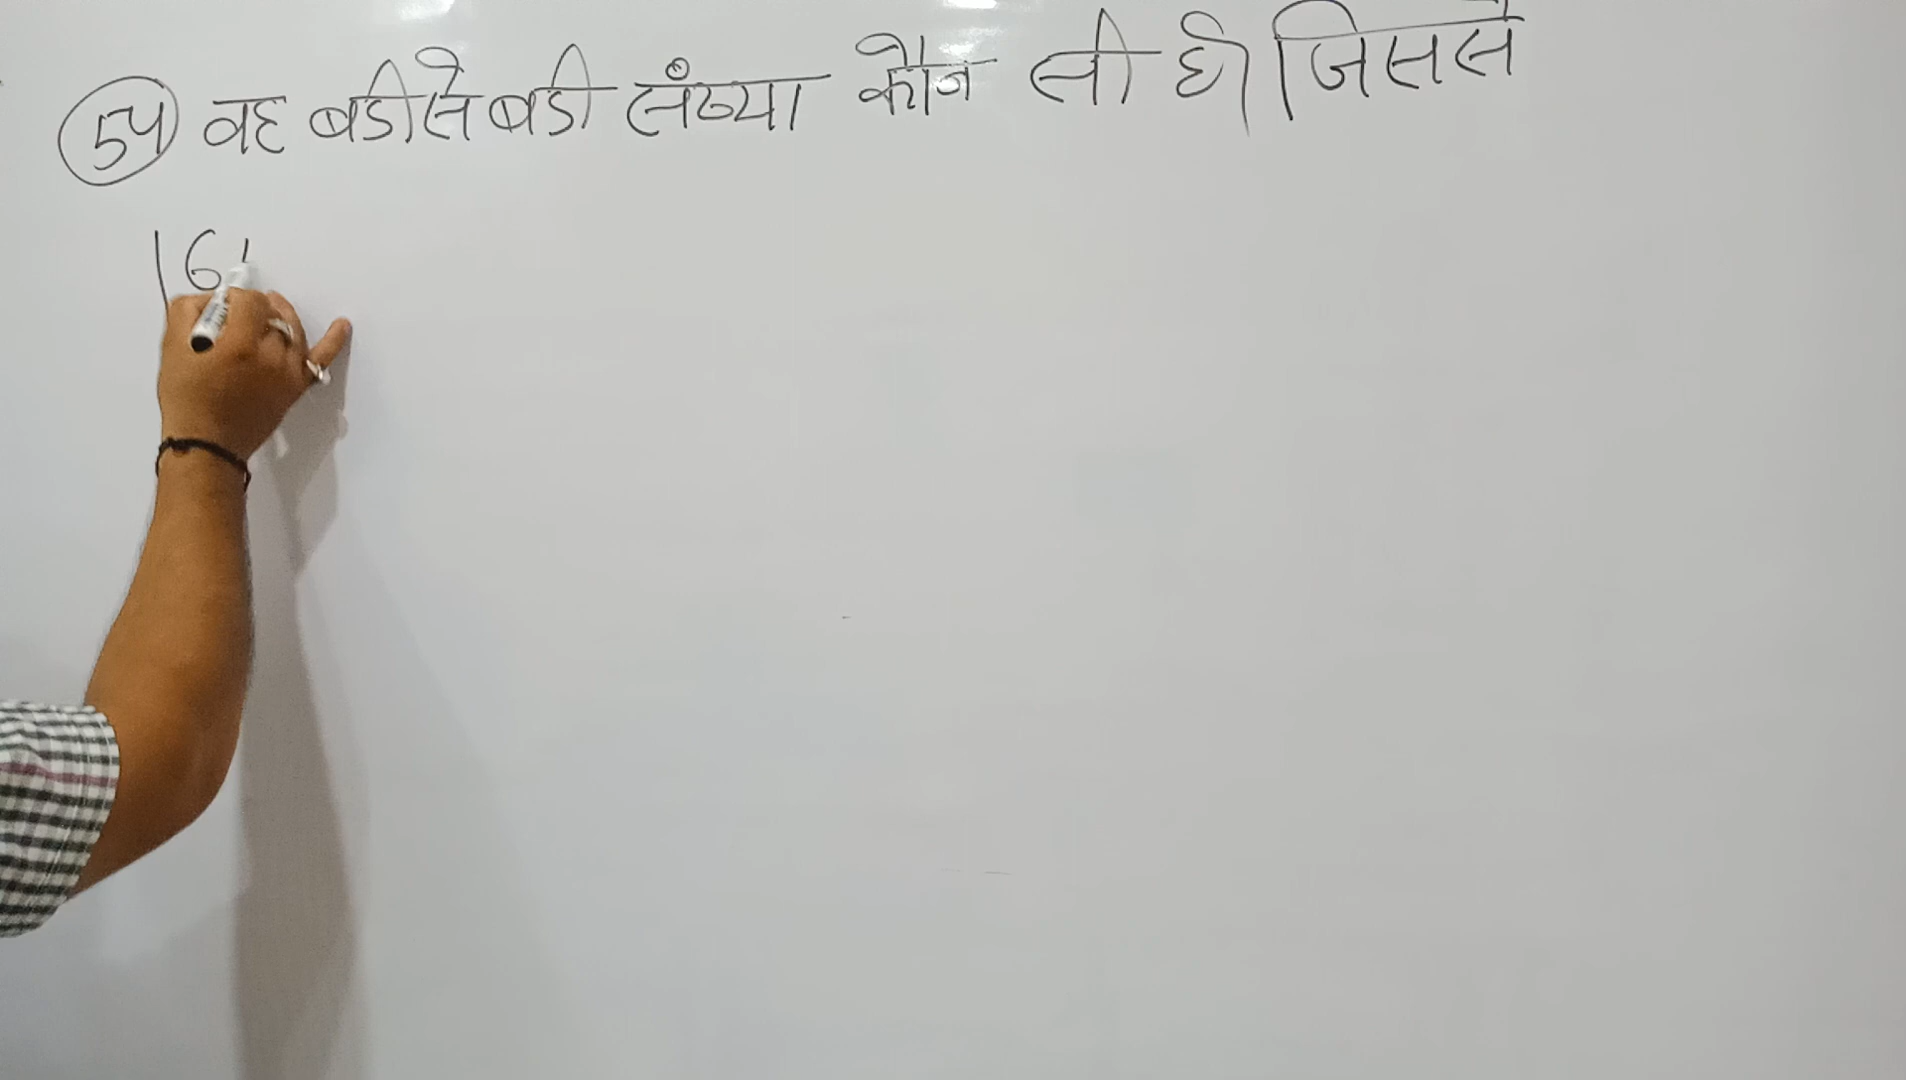 54 वह बडी से बडी संख्या कौन सी है जिससे
16